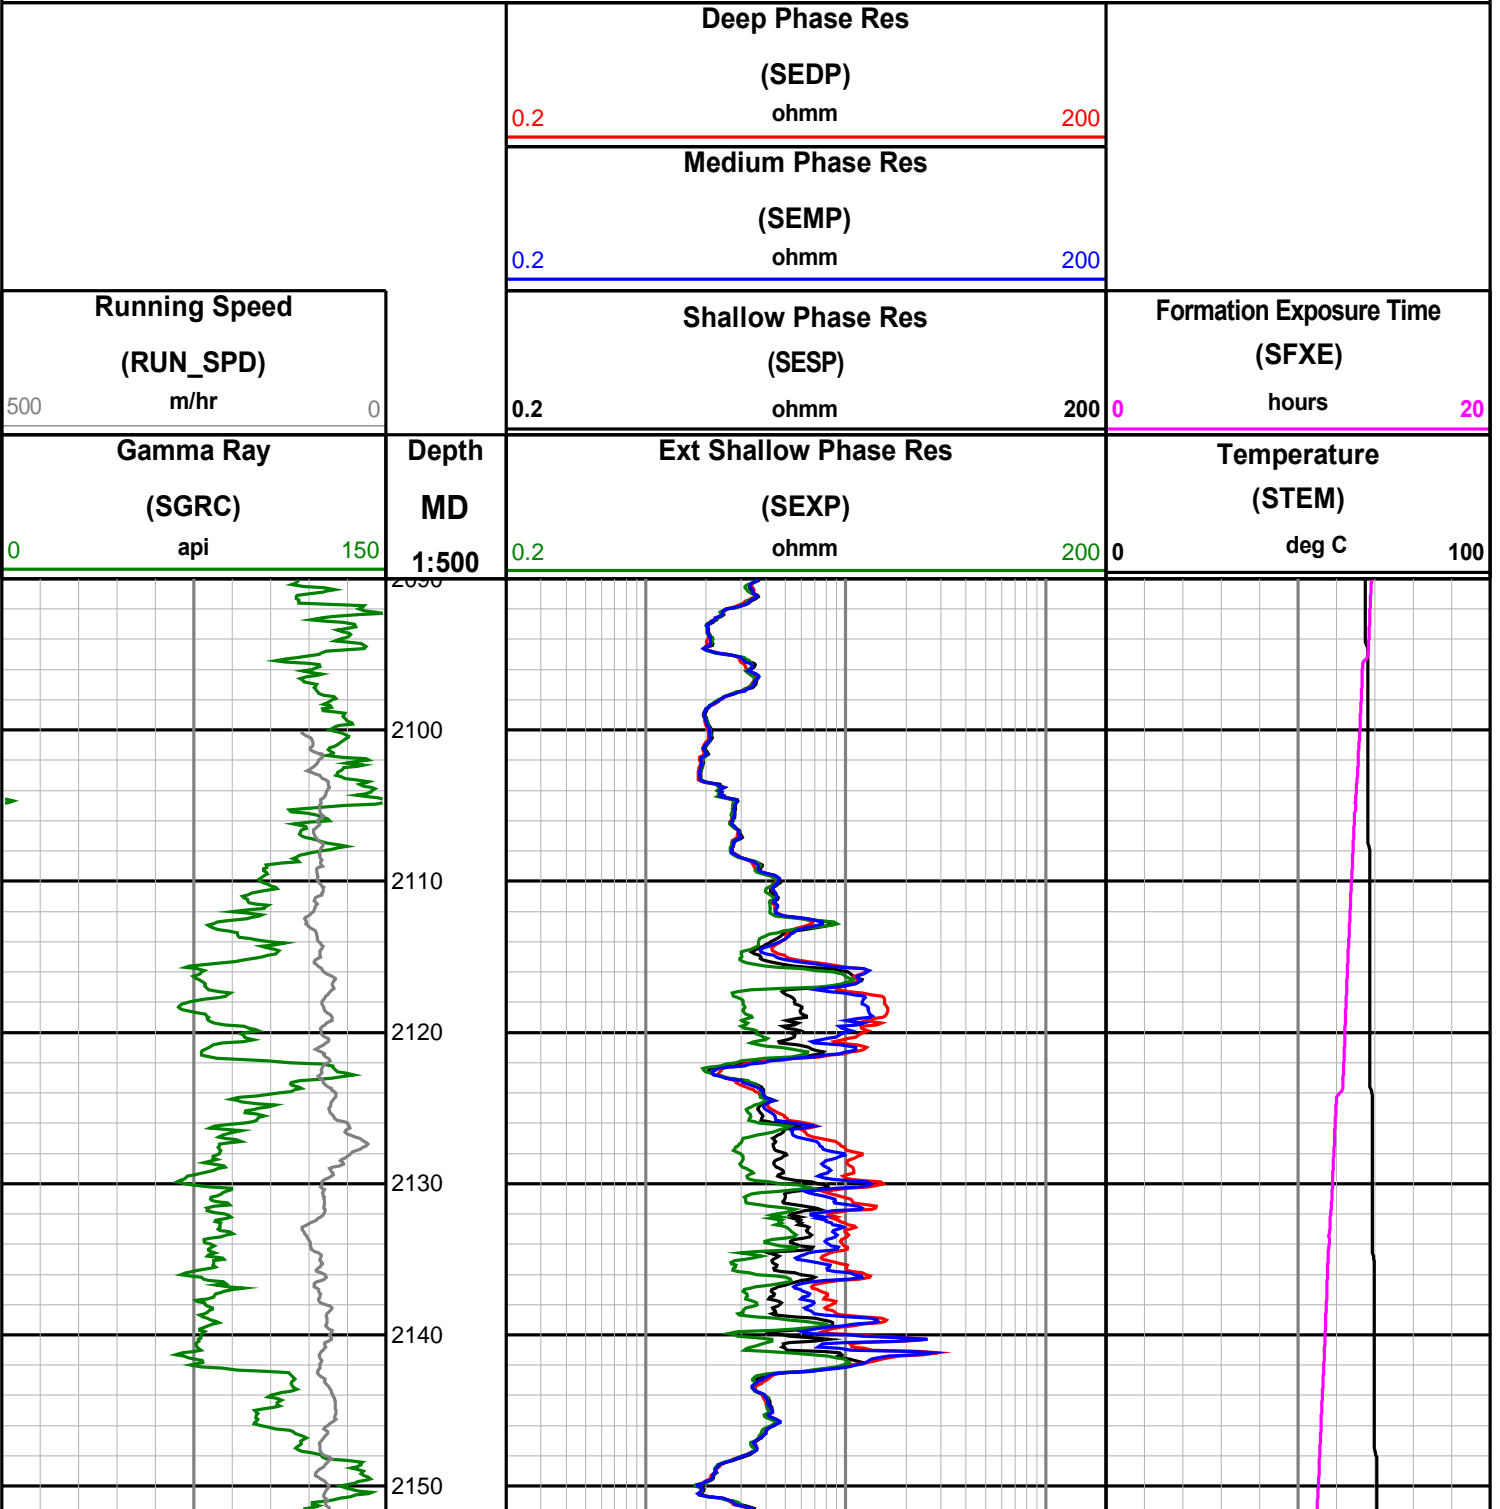 Deep Phase Res
(SEDP)
ohmm
0.2 200
Medium Phase Res
(SEMP)
ohmm
0.2 200
Running Speed
(RUN_SPD)
m/hr
500 0
Shallow Phase Res
(SESP)
ohmm
0.2 200
Formation Exposure Time
(SFXE)
hours
0 20
Gamma Ray
(SGRC)
api
0 150
Depth
MD
1:500
Ext Shallow Phase Res
(SEXP)
ohmm
0.2 200
Temperature
(STEM)
deg C
0 100
2090
2100
2110
2120
2130
2140
2150